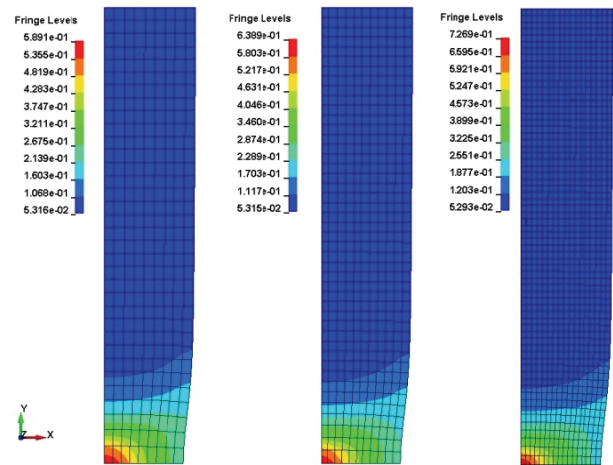 Fringe Levels
5.891e-01
5.355e-01
4.819e-01
4.283e-01
3.747e-01
3.211e-01
2.675e-01
2.139e-01
1.603e-01
1.068e-01
5.316e-02
Fringe Levels
6.389e-01
5.803e-01
5.217e-01
4.631e-01
4.046e-01
3.460e-01
2.874e-01
2.289e-01
1.703e-01
1.117e-01
5.315e-02
Fringe Levels
7.269e-01
6.595e-01
5.921e-01
5.247e-01
4.573e-01
3.899e-01
3.225e-01
2.551e-01
1.877e-01
1.203e-01
5.293e-02
Y
Z
X